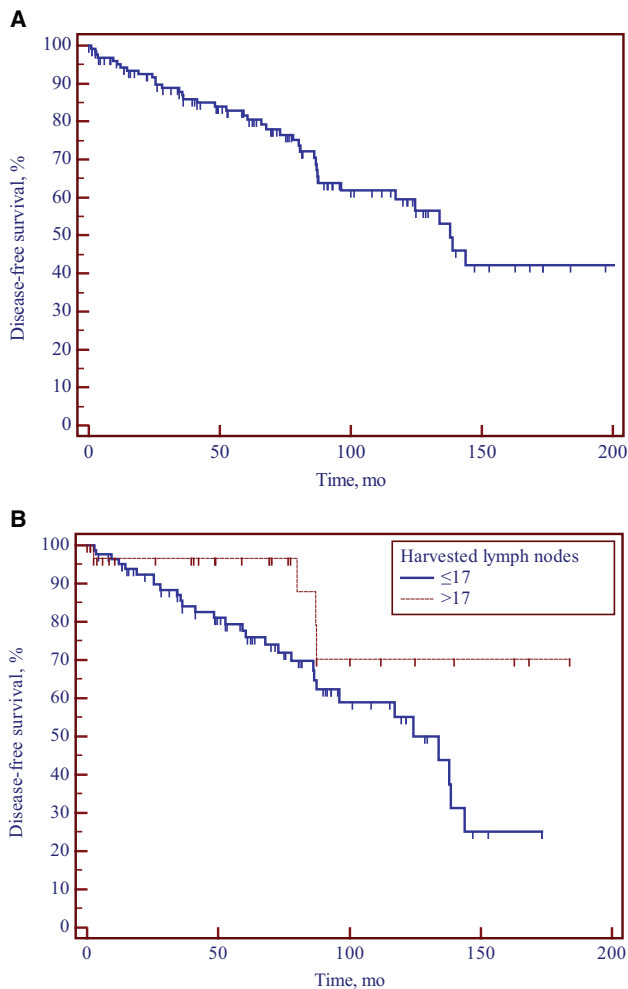 A
100
90
80
70
60
50
40
30
20
10
0
Disease-free survival, %
0 50 100 150 200
Time, mo
B
100
90
80
70
60
50
40
30
20
10
0
Disease-free survival, %
Harvested lymph nodes
≤17
>17
0 50 100 150 200
Time, mo